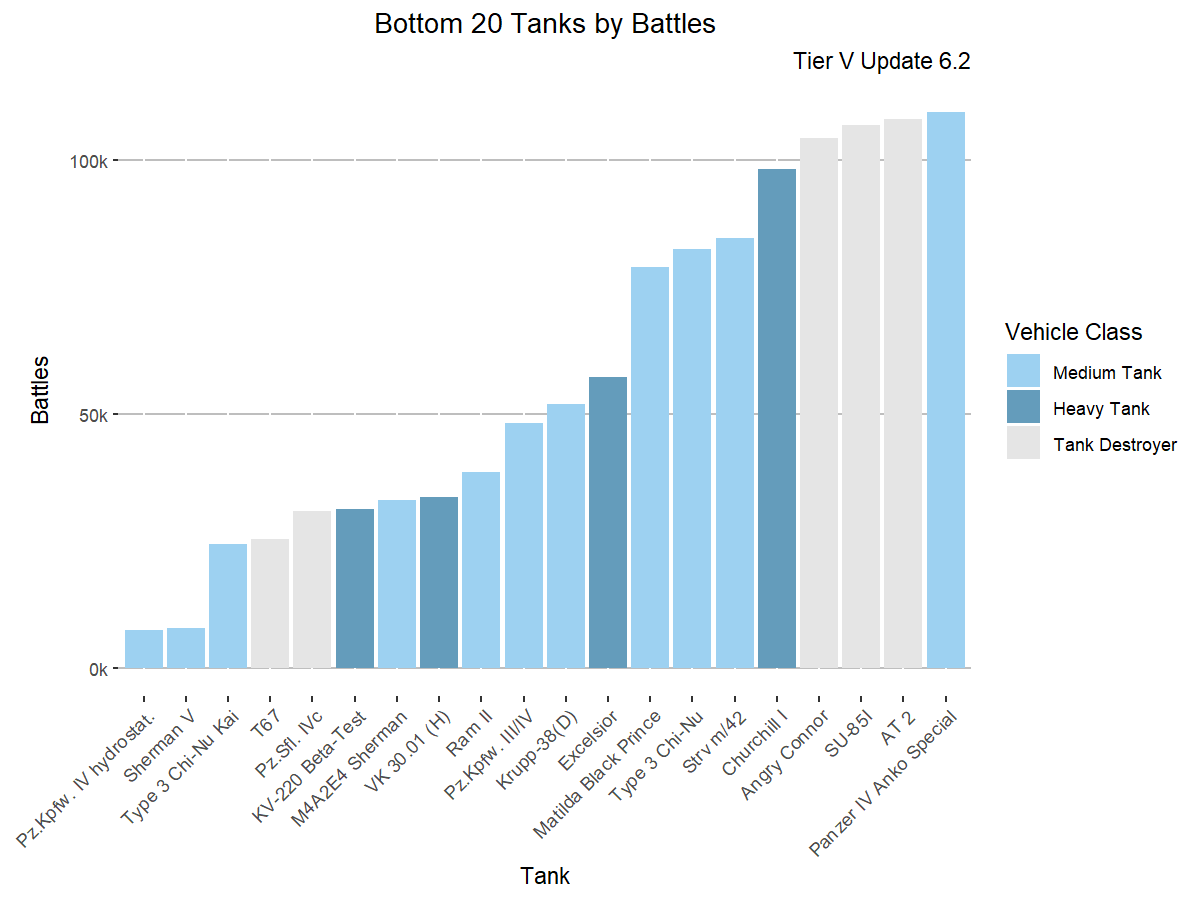 Bottom 20 Tanks by Battles
Tier V Update 6.2
100k
50k
0k
Battles
Pz.Kpfw. IV hydrostat.
Sherman V
Type 3 Chi-Nu Kai
T67
Pz.Sfl. IVc
KV-220 Beta-Test
M4A2E4 Sherman
VK 30.01 (H)
Ram II
Pz.Kpfw. III/IV
Krupp-38(D)
Excelsior
Matilda Black Prince
Type 3 Chi-Nu
Strv m/42
Churchill I
Angry Connor
SU-85I
AT 2
Panzer IV Anko Special
Tank
Vehicle Class
Medium Tank
Heavy Tank
Tank Destroyer